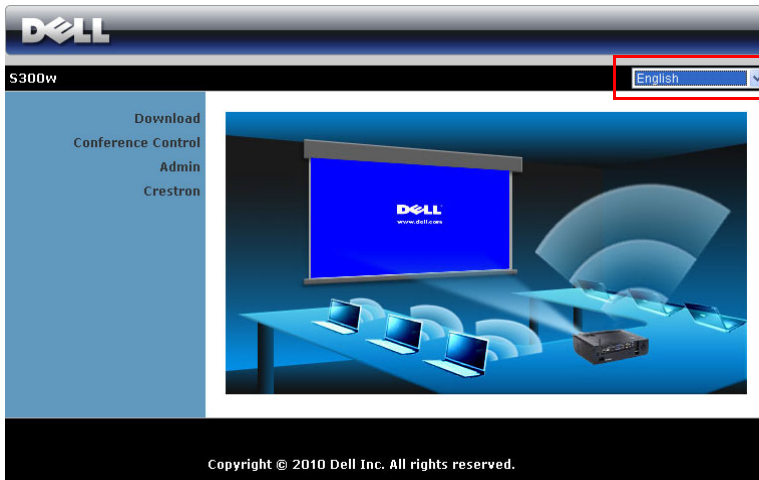 DELL
S300w
English
Download
Conference Control
Admin
Crestron
DELL
www.dell.com
Copyright © 2010 Dell Inc. All rights reserved.